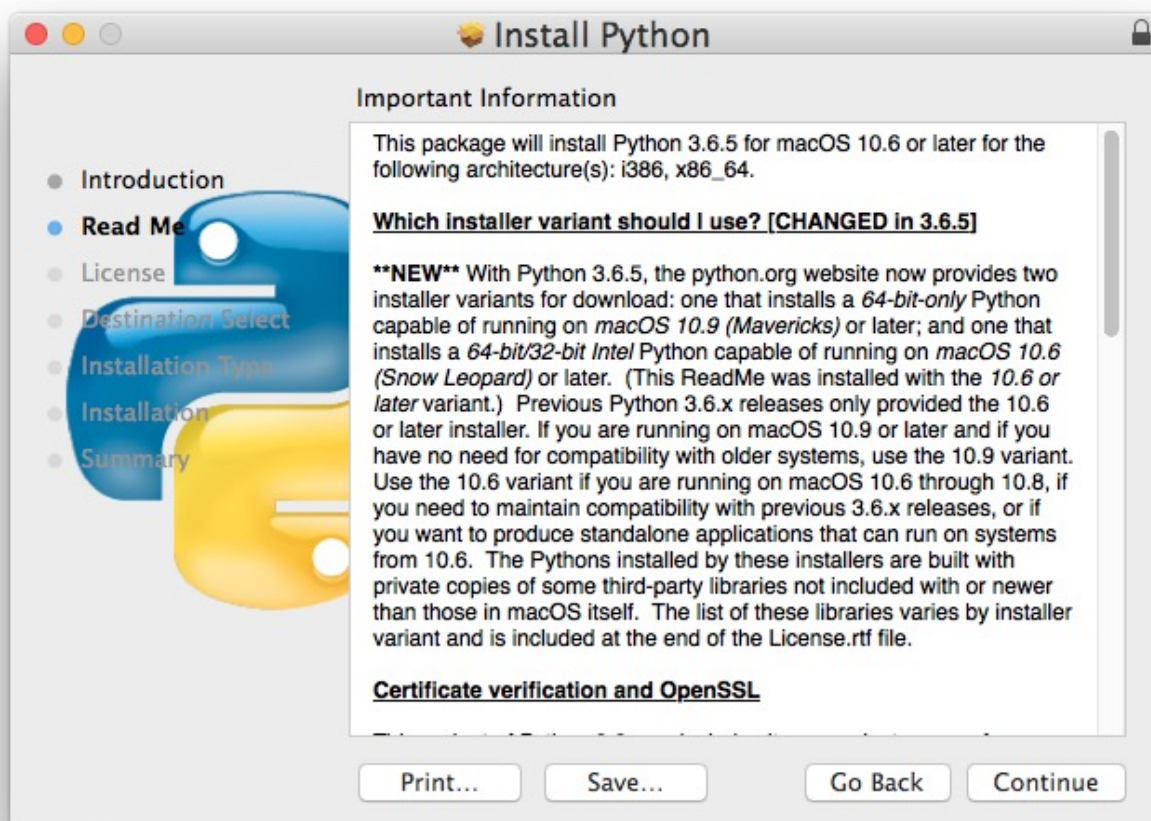 Install Python
Important Information
Introduction
Read Me
License
Destination Select
Installation Type
Installation
Summary
This package will install Python 3.6.5 for macOS 10.6 or later for the
following architecture(s): i386, x86_64.
Which installer variant should I use? [CHANGED in 3.6.5]
**NEW** With Python 3.6.5, the python.org website now provides two
installer variants for download: one that installs a 64-bit-only Python
capable of running on macOS 10.9 (Mavericks) or later; and one that
installs a 64-bit/32-bit Intel Python capable of running on macOS 10.6
(Snow Leopard) or later.  (This ReadMe was installed with the 10.6 or
later variant.)  Previous Python 3.6.x releases only provided the 10.6
or later installer. If you are running on macOS 10.9 or later and if you
have no need for compatibility with older systems, use the 10.9 variant.
Use the 10.6 variant if you are running on macOS 10.6 through 10.8, if
you need to maintain compatibility with previous 3.6.x releases, or if
you want to produce standalone applications that can run on systems
from 10.6.  The Pythons installed by these installers are built with
private copies of some third-party libraries not included with or newer
than those in macOS itself.  The list of these libraries varies by installer
variant and is included at the end of the License.rtf file.
Certificate verification and OpenSSL
Print...
Save...
Go Back
Continue